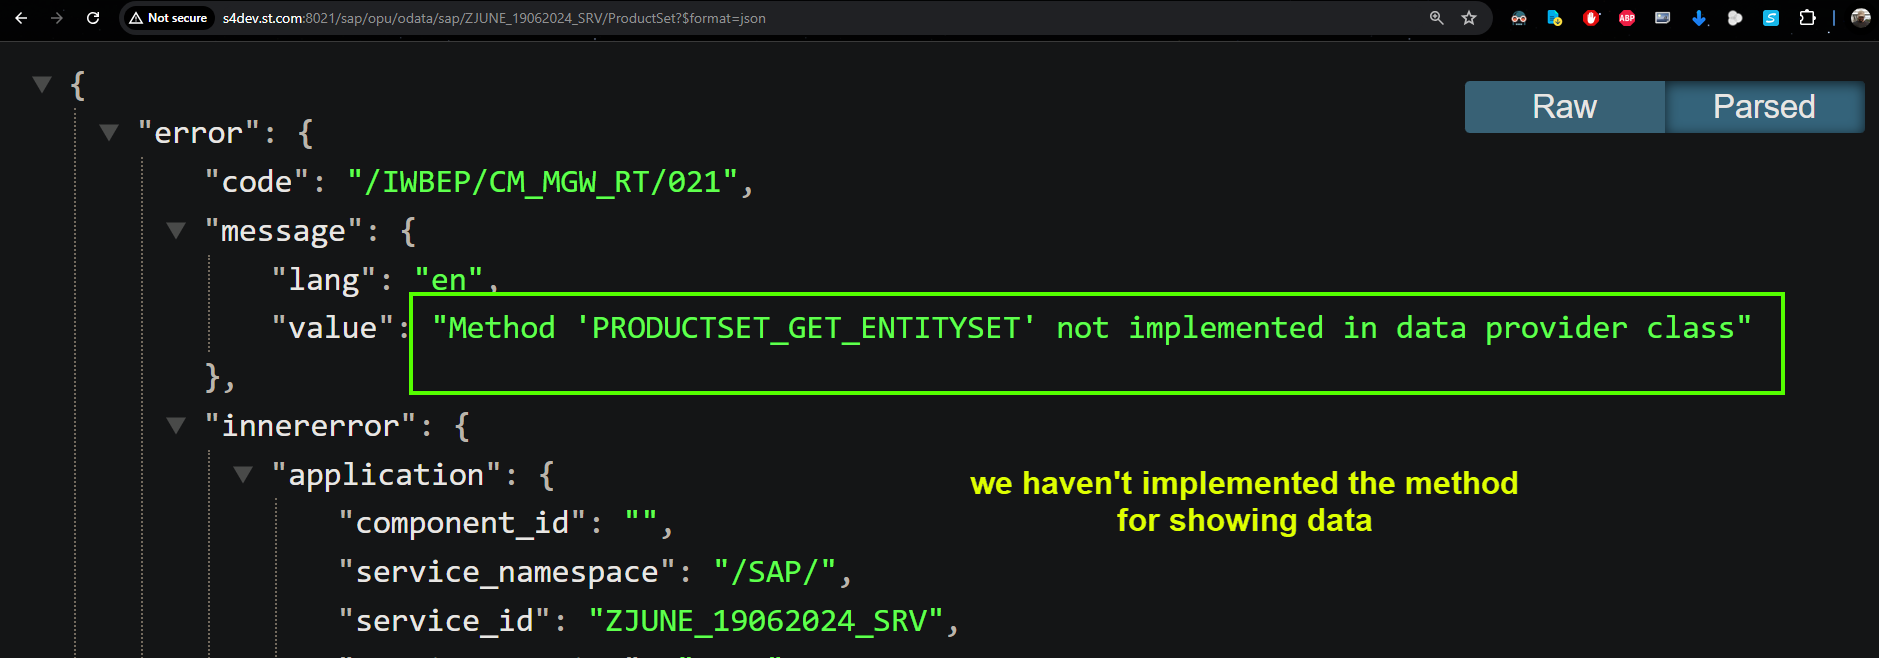 Not secure s4dev.st.com:8021/sap/opu/odata/sap/ZJUNE_19062024_SRV/ProductSet?$format=json
ABP
S
{
Raw Parsed
"error": {
"code": "/IWBEP/CM_MGW_RT/021",
"message": {
"lang": "en",
"value": "Method 'PRODUCTSET_GET_ENTITYSET' not implemented in data provider class"
},
"innererror": {
"application": {
we haven't implemented the method
for showing data
"component_id": "",
"service_namespace": "/SAP/",
"service_id": "ZJUNE_19062024_SRV",